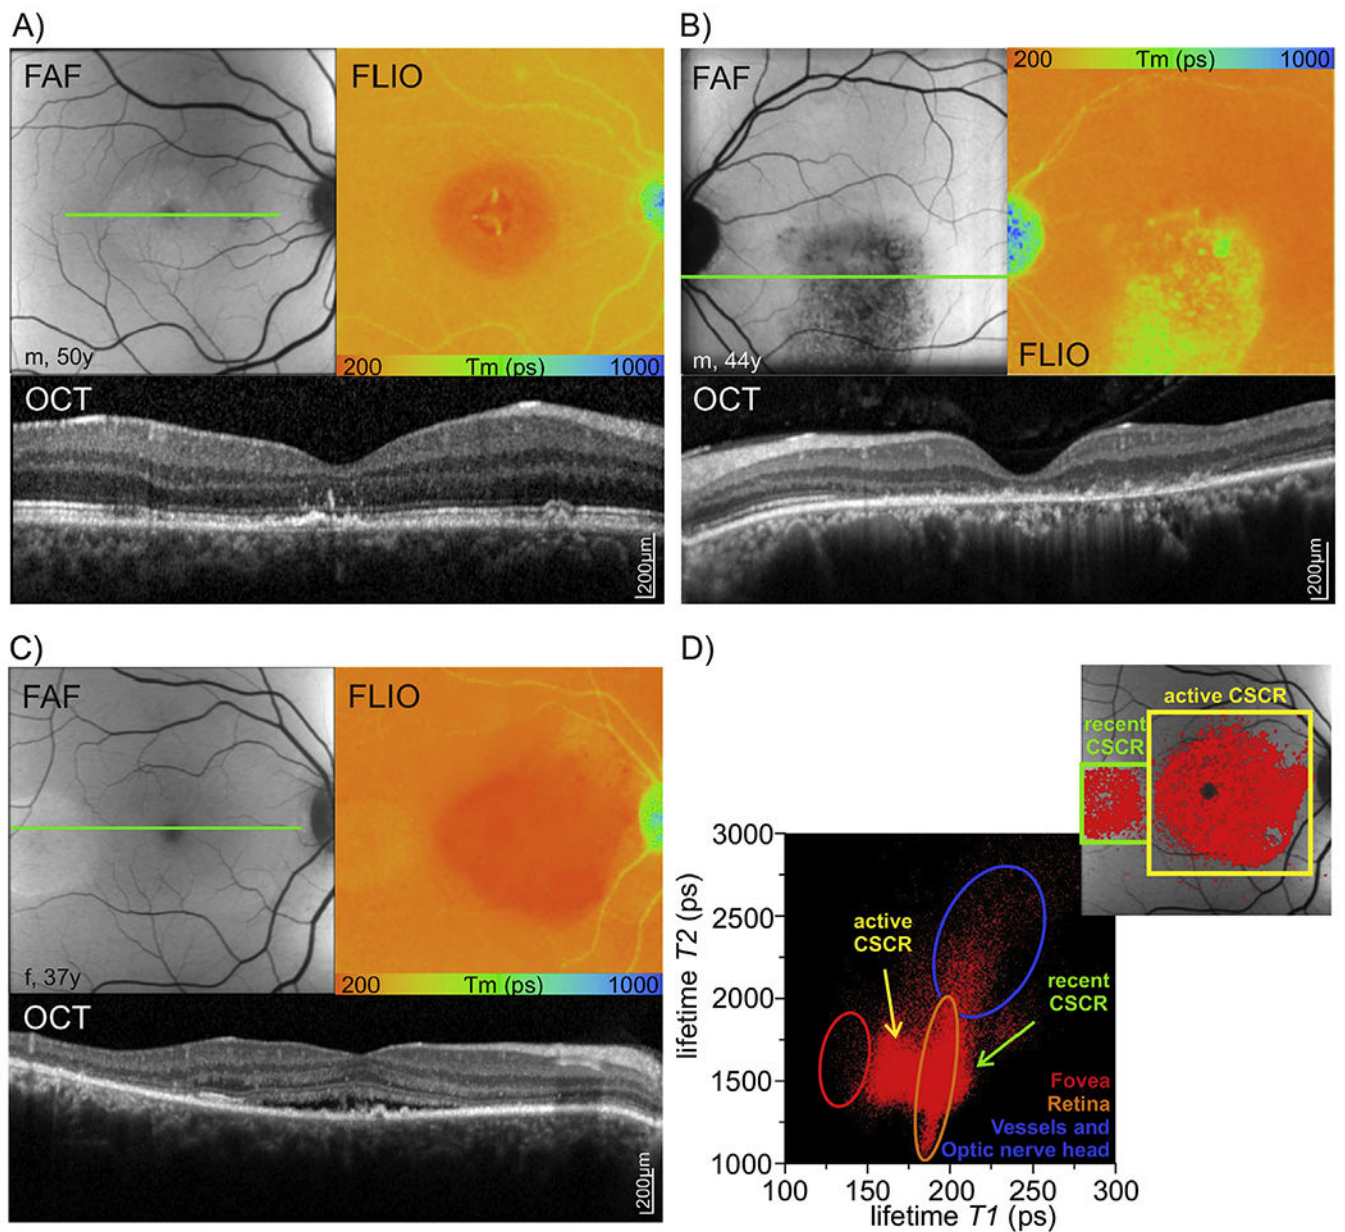 A)
FAF
FLIO
m, 50y
200 Tm (ps) 1000
OCT
200µm
B)
FAF
200 Tm (ps) 1000
m, 44y
FLIO
OCT
200µm
C)
FAF
FLIO
f, 37y
200 Tm (ps) 1000
OCT
200µm
D)
active CSCR
recent
CSCR
3000
2500
2000
1500
1000
lifetime T2 (ps)
active
CSCR
recent
CSCR
Fovea
Retina
Vessels and
Optic nerve head
100 150 200 250 300
lifetime T1 (ps)